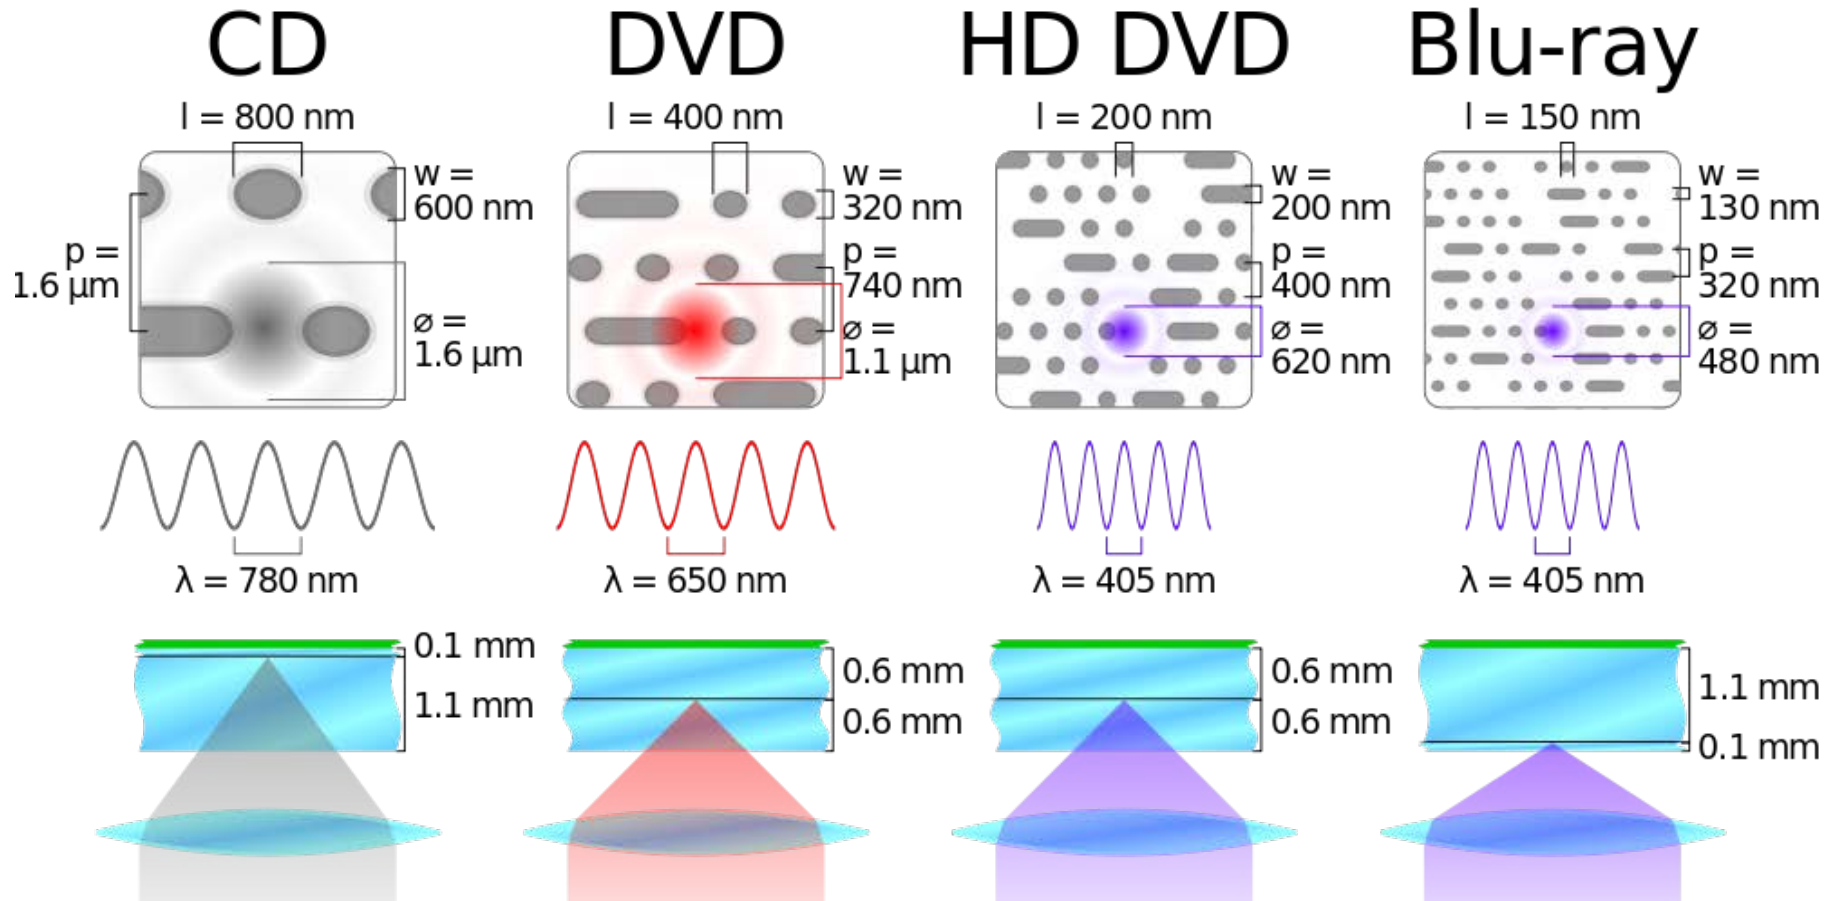 CD
DVD
HD DVD
Blu-ray
l = 800 nm
l = 400 nm
l = 200 nm
l = 150 nm
w =
600 nm
p =
1.6 µm
⌀ =
1.6 µm
w =
320 nm
p =
740 nm
⌀ =
1.1 µm
w =
200 nm
p =
400 nm
⌀ =
620 nm
w =
130 nm
p =
320 nm
⌀ =
480 nm
λ = 780 nm
λ = 650 nm
λ = 405 nm
λ = 405 nm
0.1 mm
1.1 mm
0.6 mm
0.6 mm
0.6 mm
0.6 mm
1.1 mm
0.1 mm